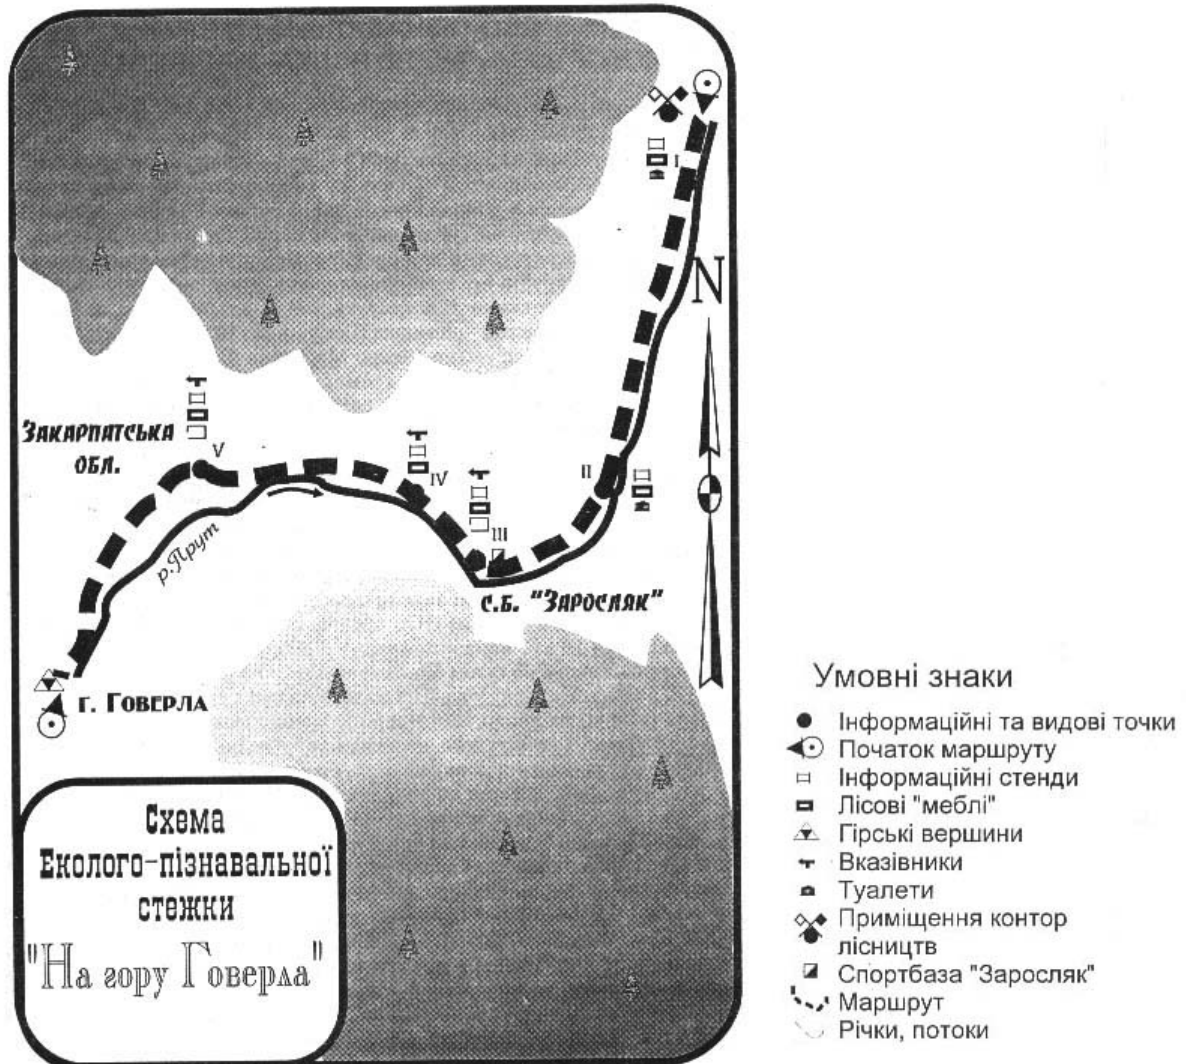 I
N
ЗАКАРПАТСЬКА
ОБЛ.
V
IV
II
III
р.Прут
С.Б. "ЗАРОСЛЯК"
Г. ГОВЕРЛА
Схема
Еколого-пізнавальної
стежки
"На гору Говерла"
Умовні знаки
Інформаційні та видові точки
Початок маршруту
Інформаційні стенди
Лісові "меблі"
Гірські вершини
Вказівники
Туалети
Приміщення контор
лісництв
Спортбаза "Заросляк"
Маршрут
Річки, потоки